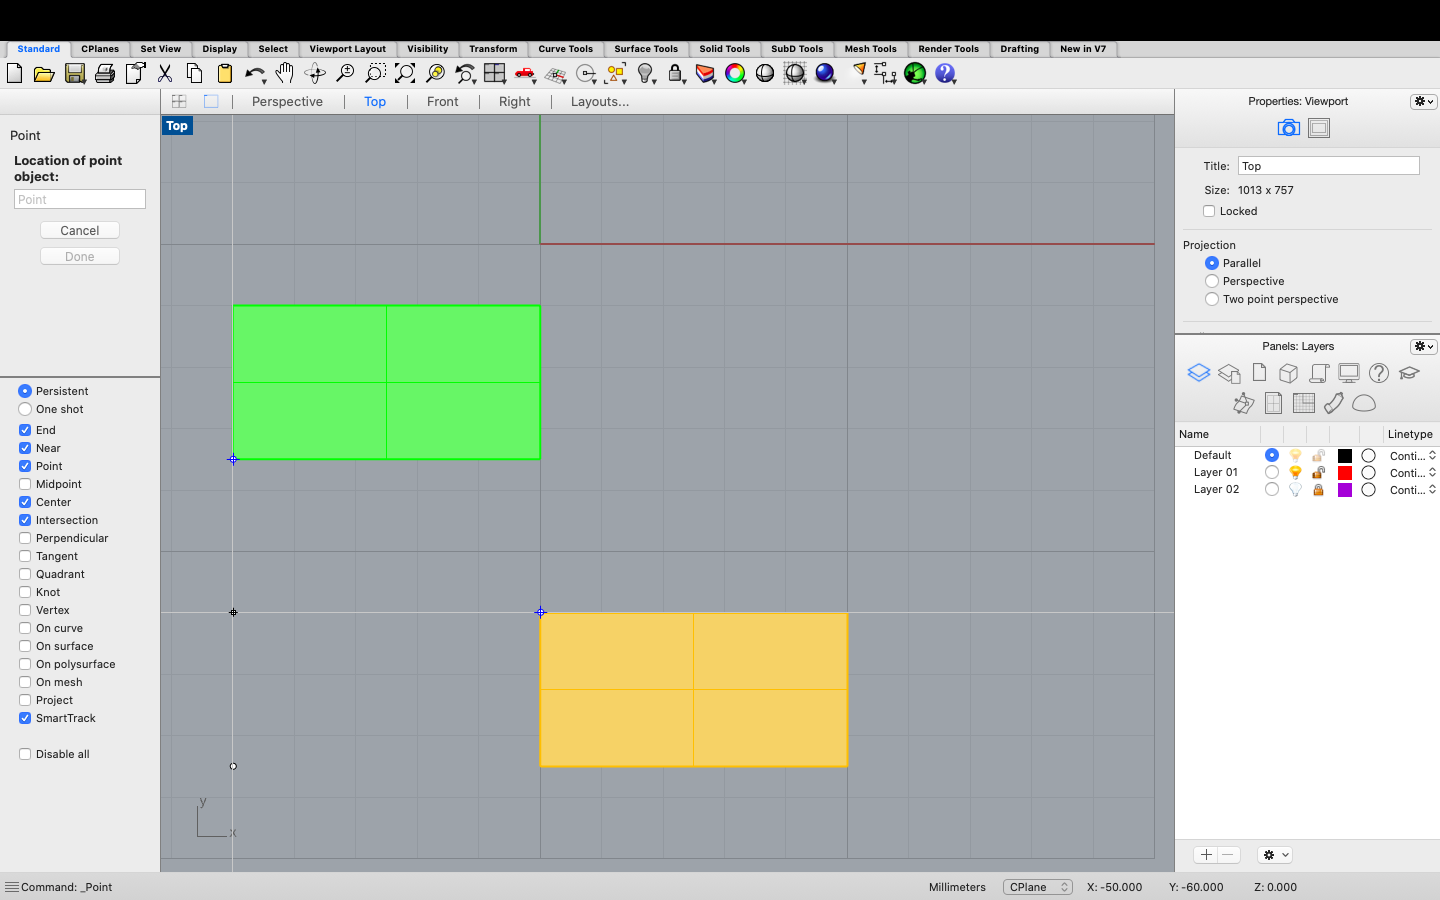 Standard CPlanes Set View Display Select Viewport Layout Visibility Transform Curve Tools Surface Tools Solid Tools SubD Tools Mesh Tools Render Tools Drafting New in V7
Perspective Top Front Right Layouts...
Top
Point
Location of point
object:
Point
Cancel
Done
Persistent
One shot
End
Near
Point
Midpoint
Center
Intersection
Perpendicular
Tangent
Quadrant
Knot
Vertex
On curve
On surface
On polysurface
On mesh
Project
SmartTrack
Disable all
y
x
Properties: Viewport
Title: Top
Size: 1013 x 757
Locked
Projection
Parallel
Perspective
Two point perspective
Panels: Layers
Name Linetype
Default Conti...
Layer 01 Conti...
Layer 02 Conti...
Command: _Point
Millimeters CPlane X: -50.000 Y: -60.000 Z: 0.000